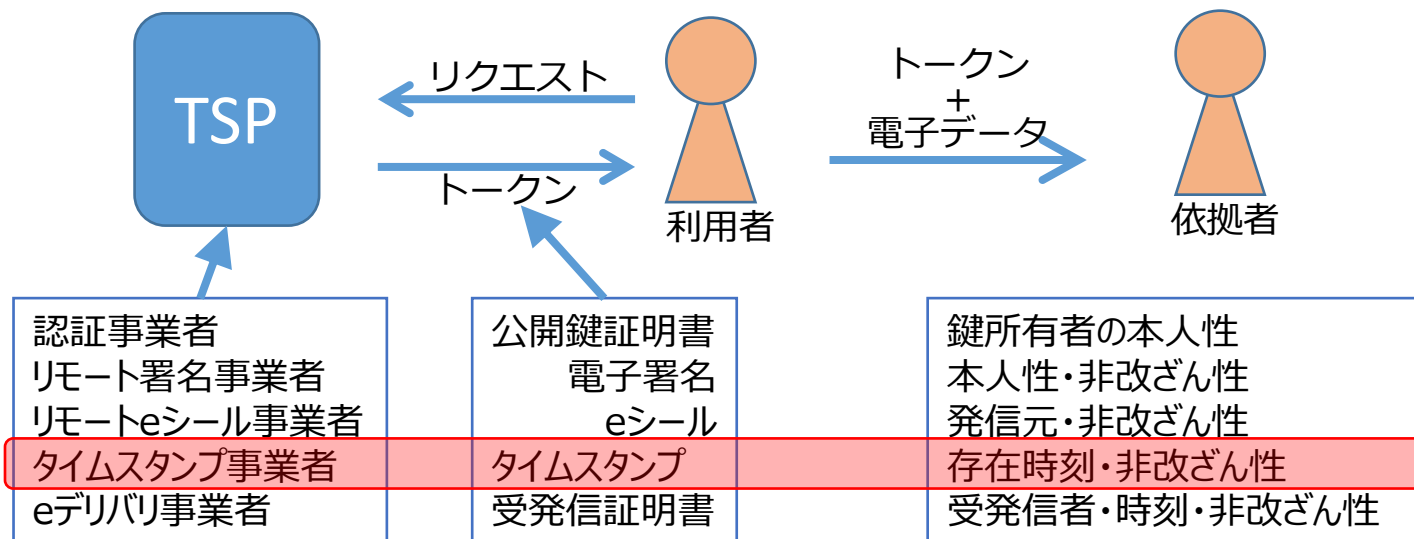 TSP
リクエスト
トークン
利用者
トークン
+
電子データ
依拠者
認証事業者
リモート署名事業者
リモートeシール事業者
タイムスタンプ事業者
eデリバリ事業者
公開鍵証明書
電子署名
eシール
タイムスタンプ
受発信証明書
鍵所有者の本人性
本人性・非改ざん性
発信元・非改ざん性
存在時刻・非改ざん性
受発信者・時刻・非改ざん性